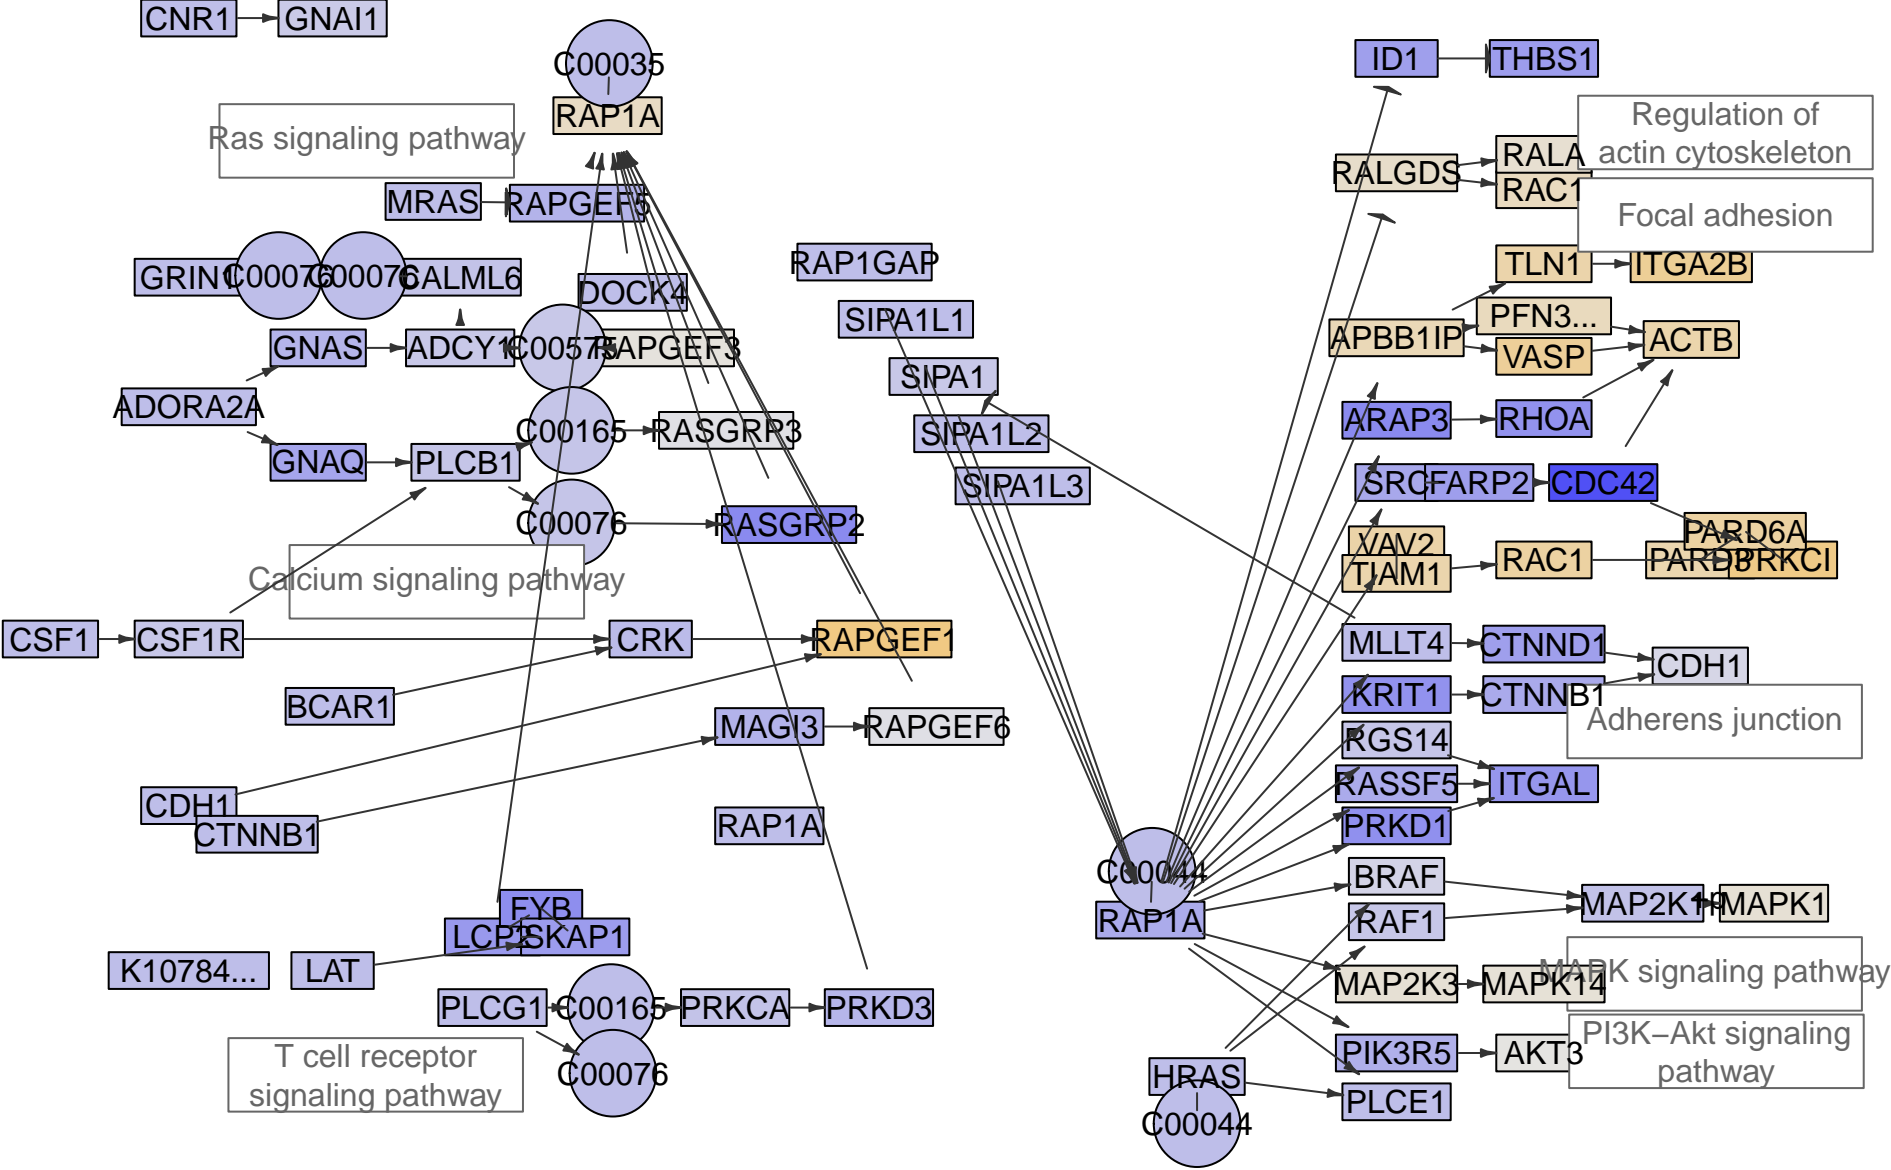 CNR1
GNAI1
C00035
RAP1A
Ras signaling pathway
MRAS
RAPGEF5
GRIN1
C00076
C00076
CALML6
DOCK4
GNAS
ADCY1
C00575
RAPGEF3
ADORA2A
GNAQ
PLCB1
C00165
RASGRP3
C00076
RASGRP2
Calcium signaling pathway
CSF1
CSF1R
CRK
RAPGEF1
BCAR1
MAGI3
RAPGEF6
CDH1
CTNNB1
RAP1A
FYB
LCP2
SKAP1
K10784...
LAT
PLCG1
C00165
PRKCA
PRKD3
C00076
T cell receptor
signaling pathway
RAP1GAP
SIPA1L1
SIPA1
SIPA1L2
SIPA1L3
C00044
RAP1A
HRAS
C00044
ID1
THBS1
Regulation of
actin cytoskeleton
RALGDS
RALA
RAC1
Focal adhesion
TLN1
ITGA2B
APBB1IP
PFN3...
VASP
ACTB
ARAP3
RHOA
SRC
FARP2
CDC42
VAV2
TIAM1
RAC1
PARD6A
PARD3
PRKCI
MLLT4
CTNND1
CDH1
KRIT1
CTNNB1
Adherens junction
RGS14
RASSF5
ITGAL
PRKD1
BRAF
RAF1
MAP2K1
+p
MAPK1
MAP2K3
MAPK14
MAPK signaling pathway
PIK3R5
AKT3
PI3K−Akt signaling
pathway
PLCE1